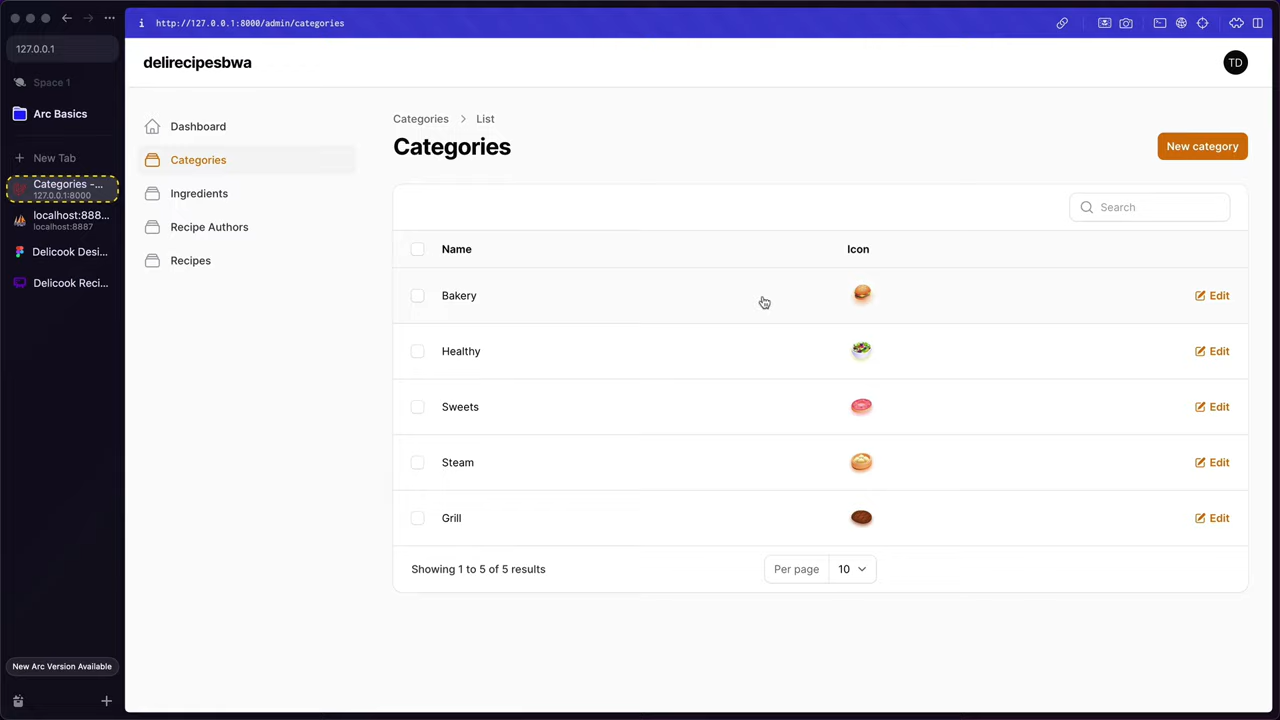 127.0.0.1
Space 1
Arc Basics
New Tab
Categories -...
127.0.0.1:8000
localhost:888...
localhost:8887
Delicook Desi...
Delicook Reci...
New Arc Version Available
http://127.0.0.1:8000/admin/categories
delirecipesbwa
TD
Dashboard
Categories
Ingredients
Recipe Authors
Recipes
Categories > List
Categories
New category
Search
Name Icon
Bakery Edit
Healthy Edit
Sweets Edit
Steam Edit
Grill Edit
Showing 1 to 5 of 5 results
Per page 10